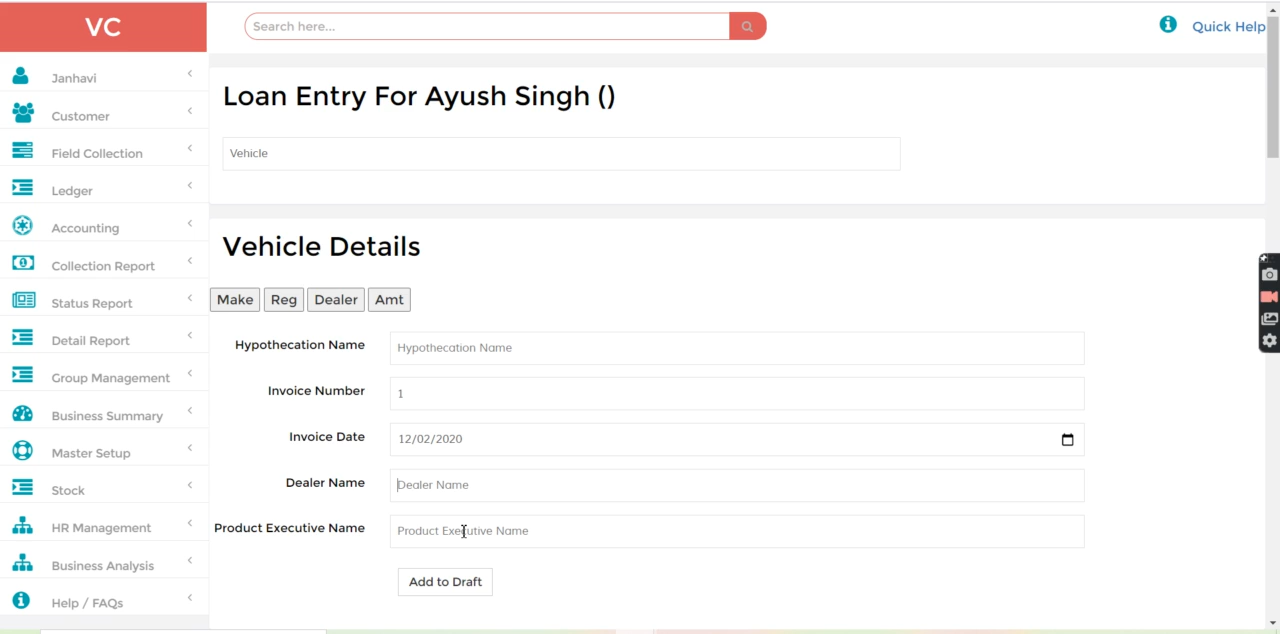 VC
Search here...
Quick Help
Janhavi
Customer
Field Collection
Ledger
Accounting
Collection Report
Status Report
Detail Report
Group Management
Business Summary
Master Setup
Stock
HR Management
Business Analysis
Help / FAQs
Loan Entry For Ayush Singh ()
Vehicle
Vehicle Details
Make Reg Dealer Amt
Hypothecation Name Hypothecation Name
Invoice Number 1
Invoice Date 12/02/2020
Dealer Name Dealer Name
Product Executive Name Product Executive Name
Add to Draft